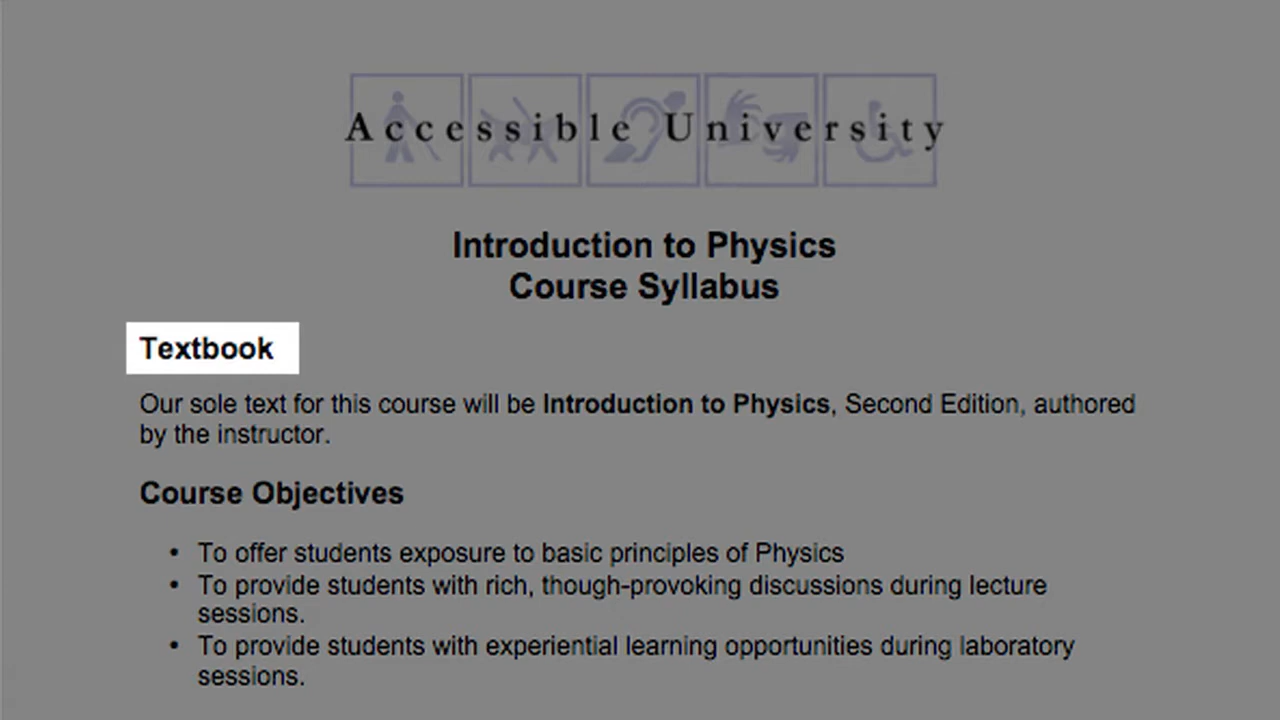 Accessible University
Introduction to Physics
Course Syllabus
Textbook
Our sole text for this course will be Introduction to Physics, Second Edition, authored
by the instructor.
Course Objectives
• To offer students exposure to basic principles of Physics
• To provide students with rich, though-provoking discussions during lecture
sessions.
• To provide students with experiential learning opportunities during laboratory
sessions.